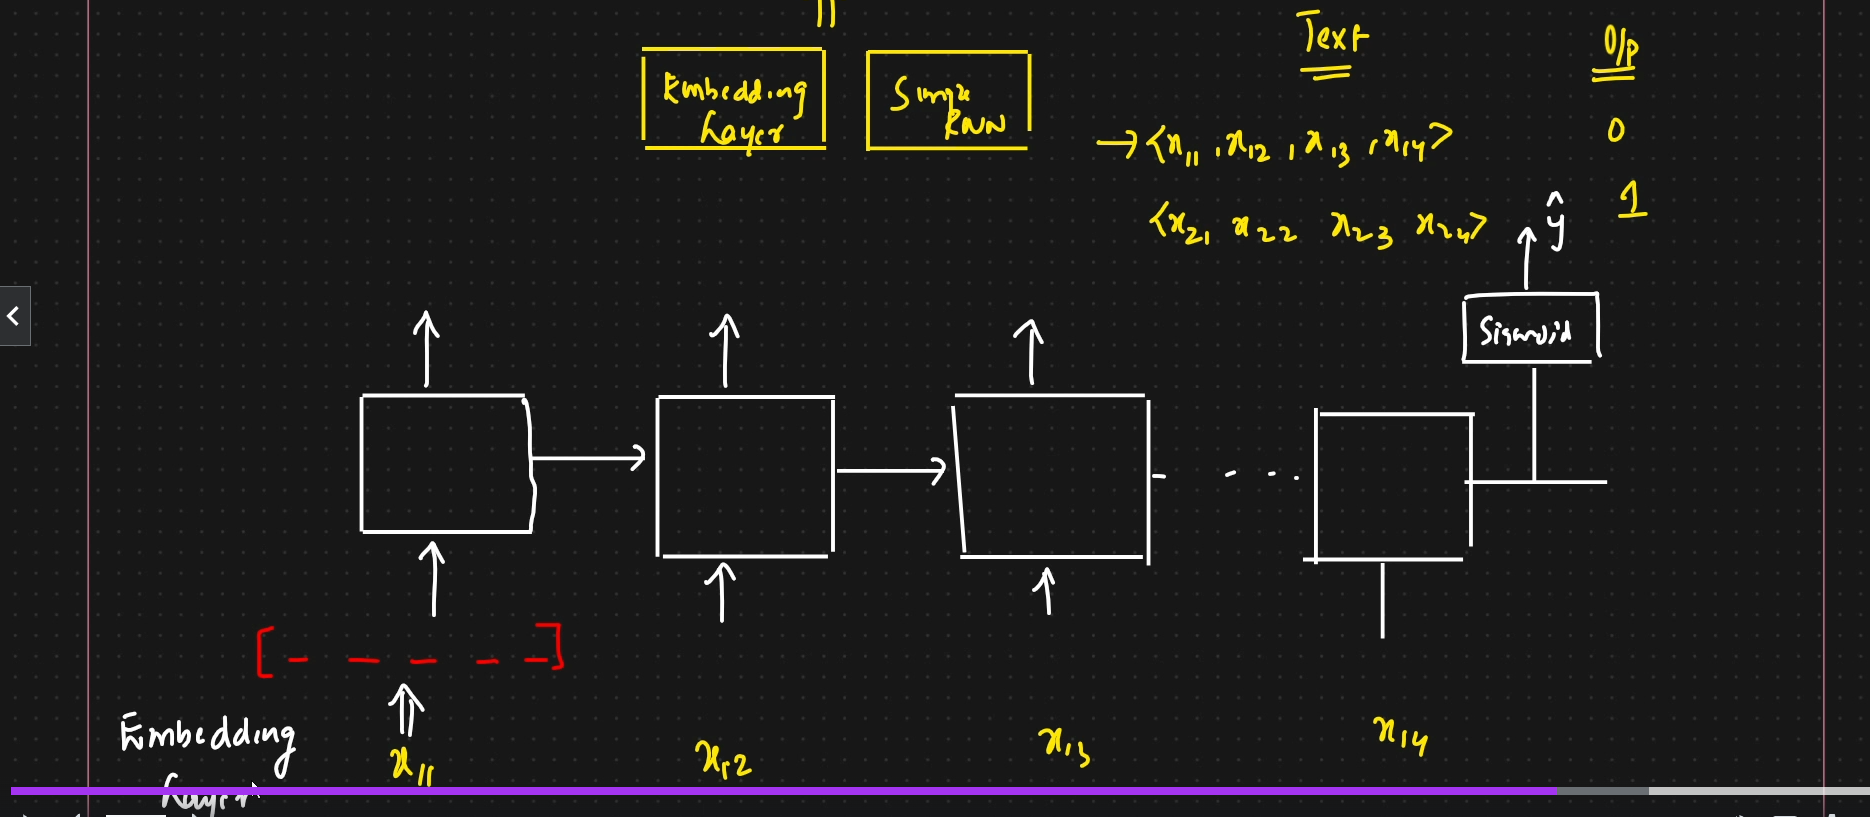 Embedding Layer
Simple RNN
Text
O/p
→ <x11, x12, x13, x14>
0
<x21 x22 x23 x24>
1
ŷ
Sigmoid
[ _ _ _ _ _ ]
Embedding Layer
x11
x12
x13
x14